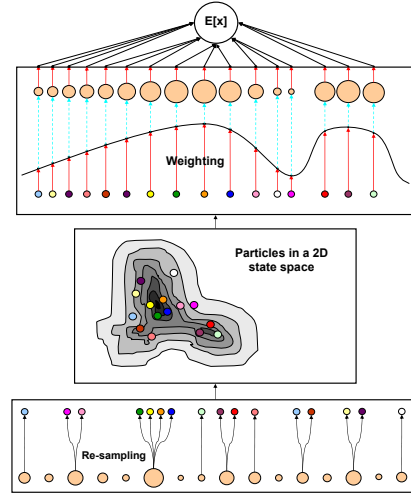 E[x]
Weighting
Particles in a 2D
state space
Re-sampling